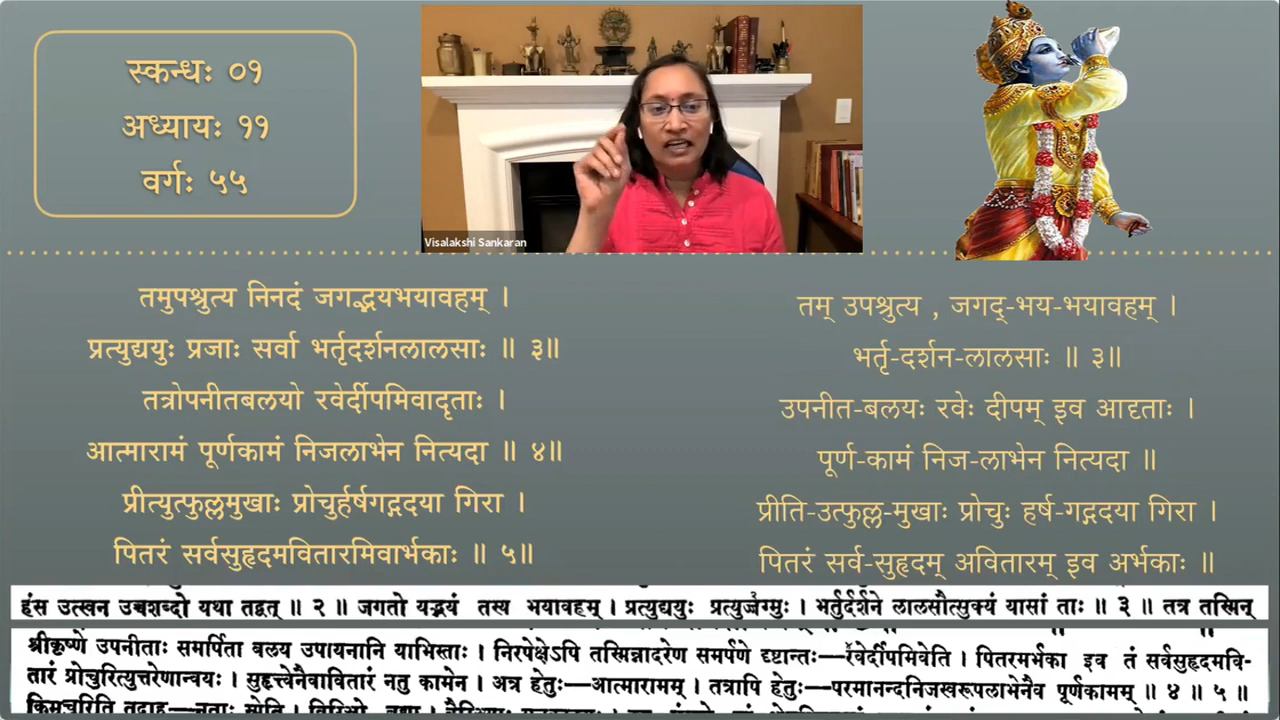 स्कन्धः ०१
अध्यायः ११
वर्गः ५५
Visalakshi Sankaran
तमुपश्रुत्य निनदं जगद्भयभयावहम् ।
प्रत्युद्ययुः प्रजाः सर्वा भर्तृदर्शनलालसाः ॥ ३॥
तत्रोपनीतबलयो रवेर्दीपमिवादृताः ।
आत्मारामं पूर्णकामं निजलाभेन नित्यदा ॥ ४॥
प्रीत्युत्फुल्लमुखाः प्रोचुर्हर्षगद्गदया गिरा ।
पितरं सर्वसुहृदमवितारमिवार्भकाः ॥ ५॥
तम् उपश्रुत्य , जगद्-भय-भयावहम् ।
भर्तृ-दर्शन-लालसाः ॥ ३॥
उपनीत-बलयः रवेः दीपम् इव आदृताः ।
पूर्ण-कामं निज-लाभेन नित्यदा ॥
प्रीति-उत्फुल्ल-मुखाः प्रोचुः हर्ष-गद्गदया गिरा ।
पितरं सर्व-सुहृदम् अवितारम् इव अर्भकाः ॥
हंस उत्स्वन उच्चशब्दो यथा तद्वत् ॥ २ ॥ जगतो यद्भयं तस्य भयावहम् । प्रत्युद्ययुः प्रत्युज्जग्मुः । भर्तुर्दर्शने लालसौत्सुक्यं यासां ताः ॥ ३ ॥ तत्र तस्मिन्
श्रीकृष्णे उपनीताः समर्पिता बलय उपायनानि याभिस्ताः । निरपेक्षेऽपि तस्मिन्नादरेण समर्पणे दृष्टान्तः—रवेर्दीपमिवेति । पितरमर्भका इव तं सर्वसुहृदमवि-
तारं प्रोचुरित्युत्तरेणान्वयः । सुहृत्त्वेनैवावितारं नतु कामेन । अत्र हेतुः—आत्मारामम् । तत्रापि हेतुः—परमानन्दनिजस्वरूपलाभेनैव पूर्णकामम् ॥ ४ ॥ ५ ॥